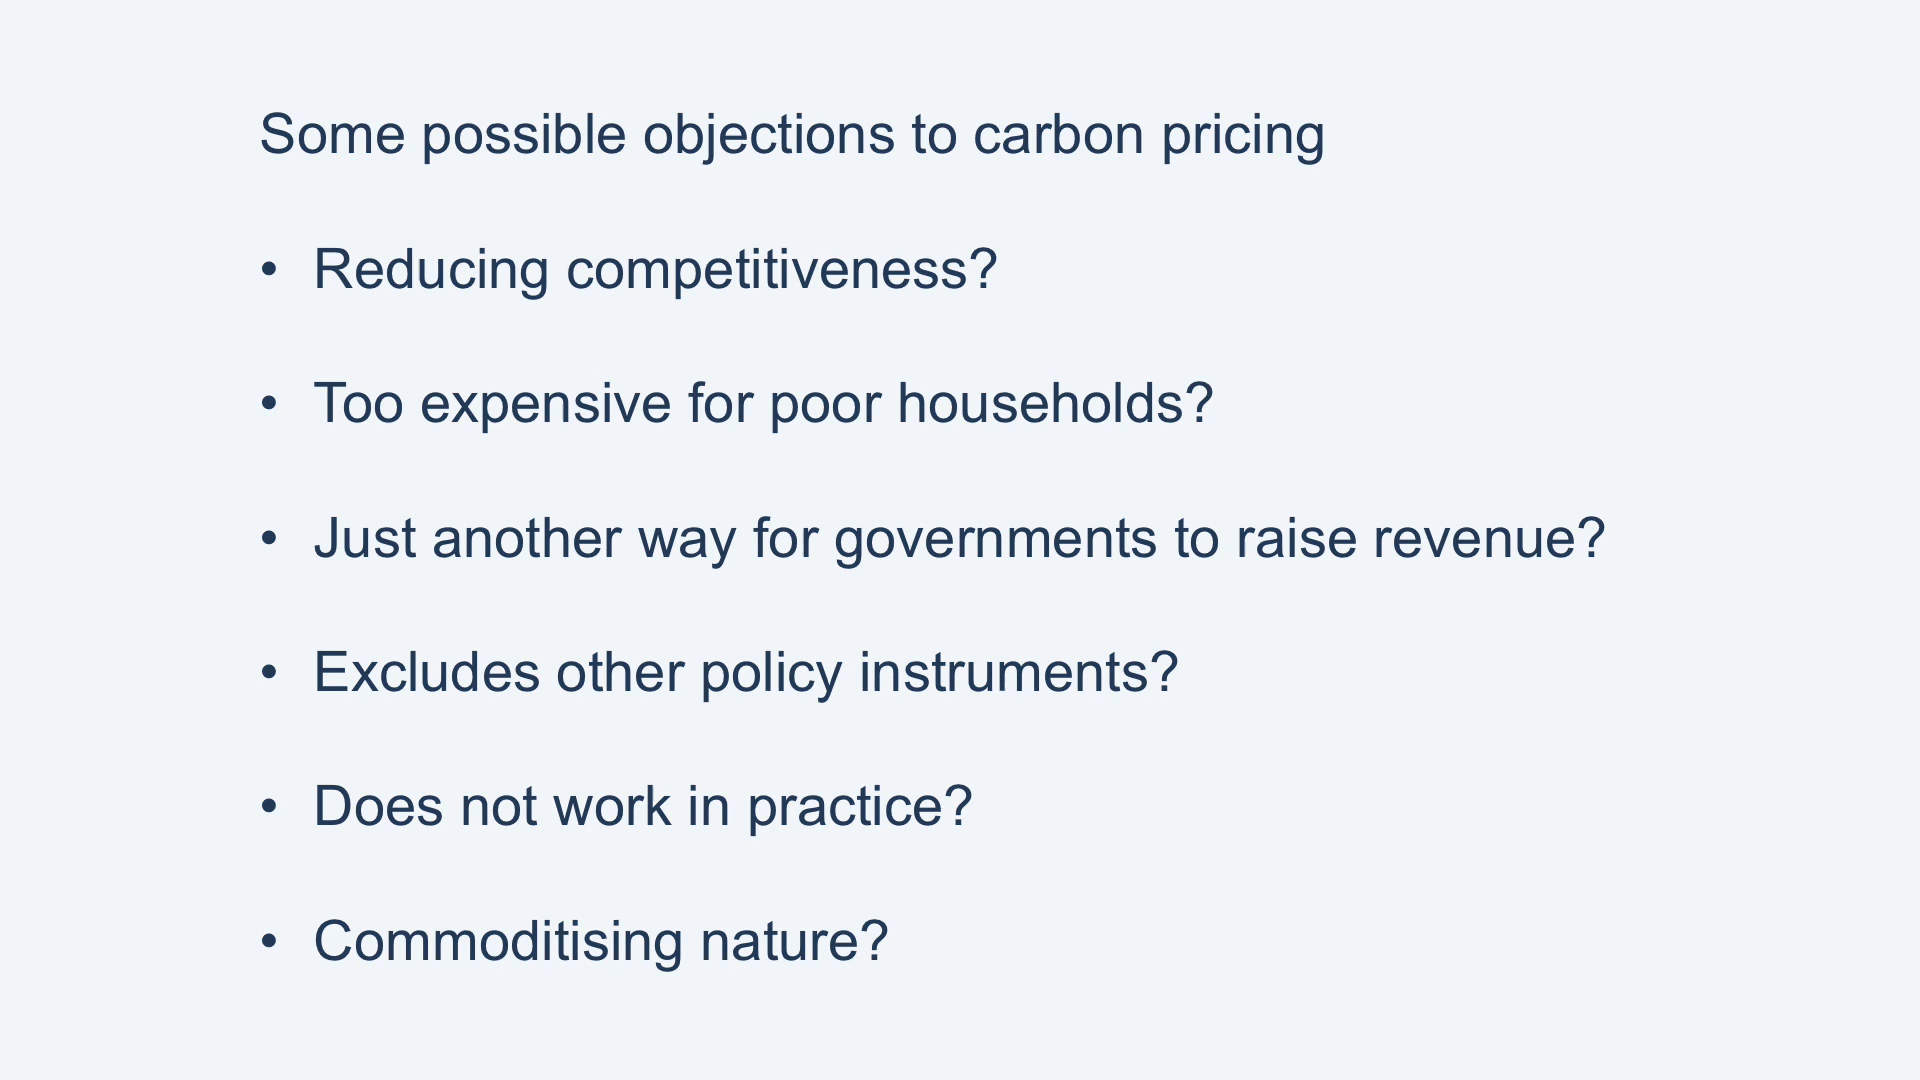 Some possible objections to carbon pricing
• Reducing competitiveness?
• Too expensive for poor households?
• Just another way for governments to raise revenue?
• Excludes other policy instruments?
• Does not work in practice?
• Commoditising nature?